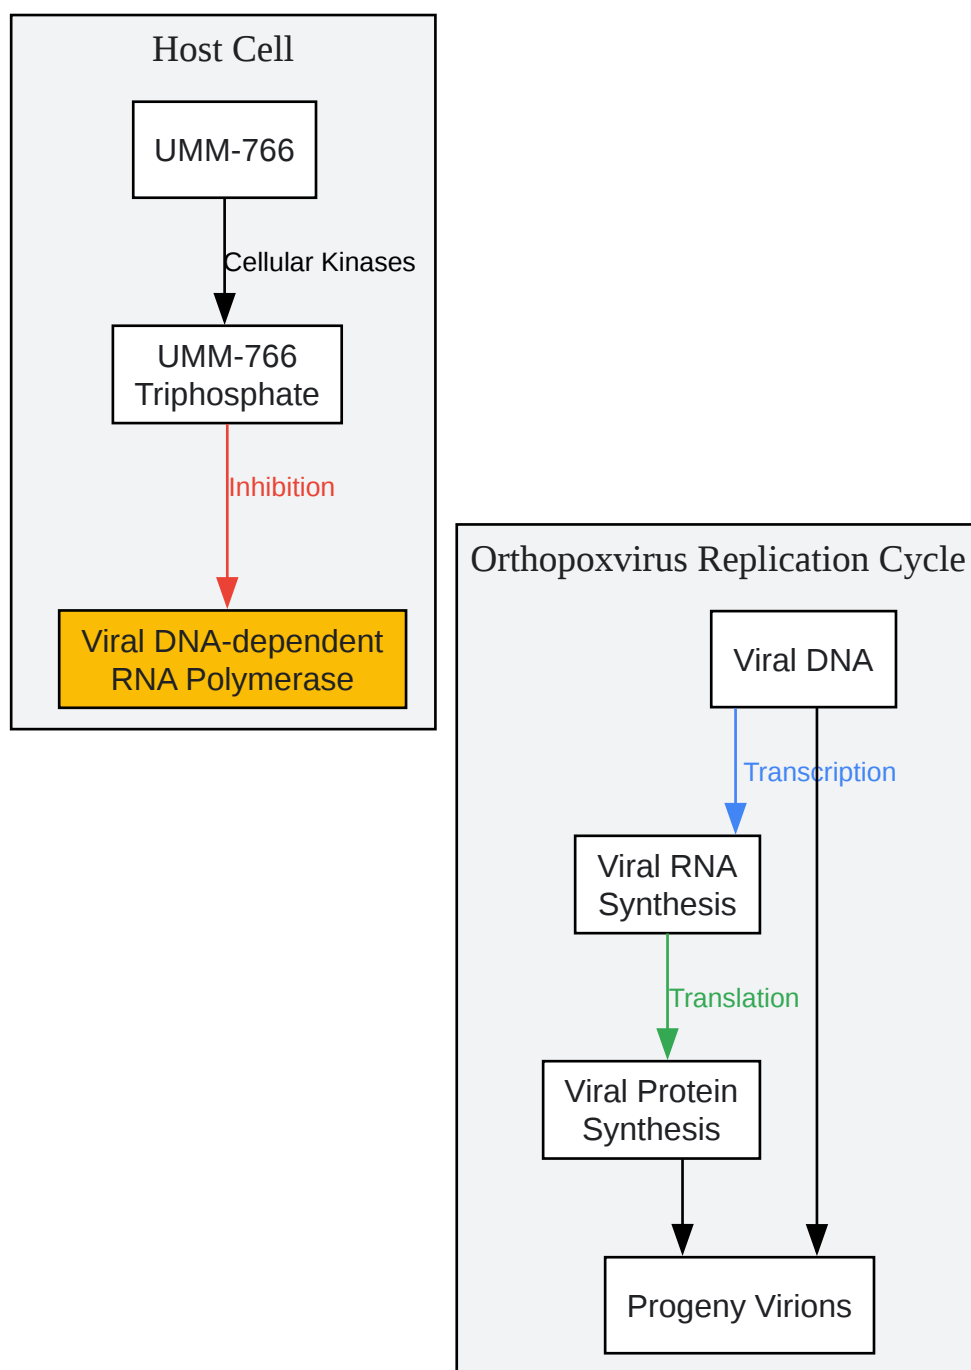 Host Cell
UMM-766
Cellular Kinases
UMM-766
Triphosphate
Inhibition
Viral DNA-dependent
RNA Polymerase
Orthopoxvirus Replication Cycle
Viral DNA
Transcription
Viral RNA
Synthesis
Translation
Viral Protein
Synthesis
Progeny Virions